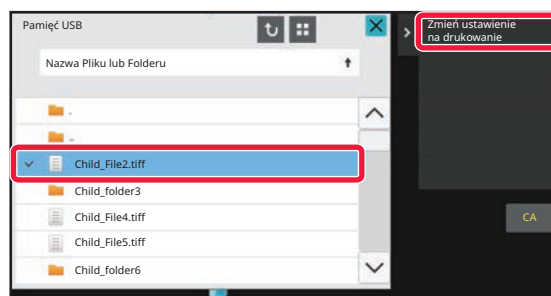 Pamięć USB
Zmień ustawienie
na drukowanie
Nazwa Pliku lub Folderu
.
..
Child_File2.tiff
Child_folder3
Child_File4.tiff
CA
Child_File5.tiff
Child_folder6